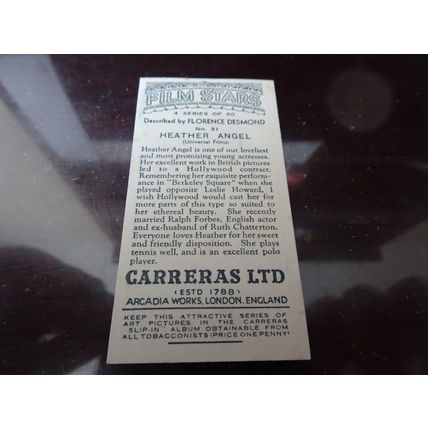 FILM STARS
A SERIES OF 50
Described by FLORENCE DESMOND
No. 31
HEATHER ANGEL
(Universal Films)
Heather Angel is one of our loveliest
and most promising young actresses.
Her excellent work in British pictures
led to a Hollywood contract.
Remembering her exquisite perform-
ance in "Berkeley Square" when she
played opposite Leslie Howard, I
wish Hollywood would cast her for
more parts of this type so suited to
her ethereal beauty. She recently
married Ralph Forbes, English actor
and ex-husband of Ruth Chatterton.
Everyone loves Heather for her sweet
and friendly disposition. She plays
tennis well, and is an excellent polo
player.
CARRERAS LTD
(ESTD 1788)
ARCADIA WORKS, LONDON, ENGLAND
KEEP THIS ATTRACTIVE SERIES OF
ART PICTURES IN THE CARRERAS
SLIP-IN ALBUM OBTAINABLE FROM
ALL TOBACCONISTS (PRICE ONE PENNY)